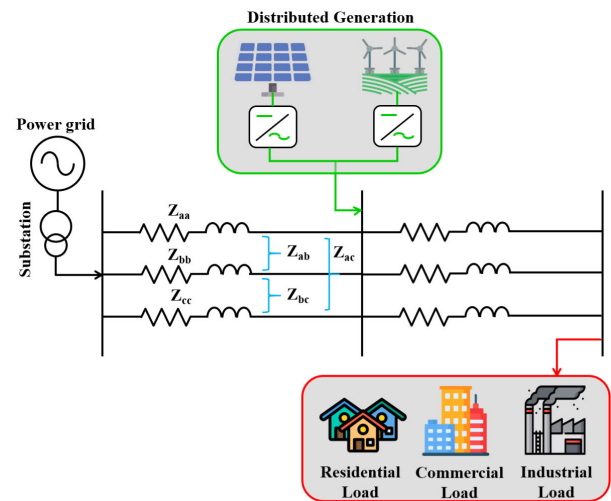 Distributed Generation
Power grid
Substation
Zaa
Zbb
Zcc
Zab
Zac
Zbc
Residential
Load
Commercial
Load
Industrial
Load